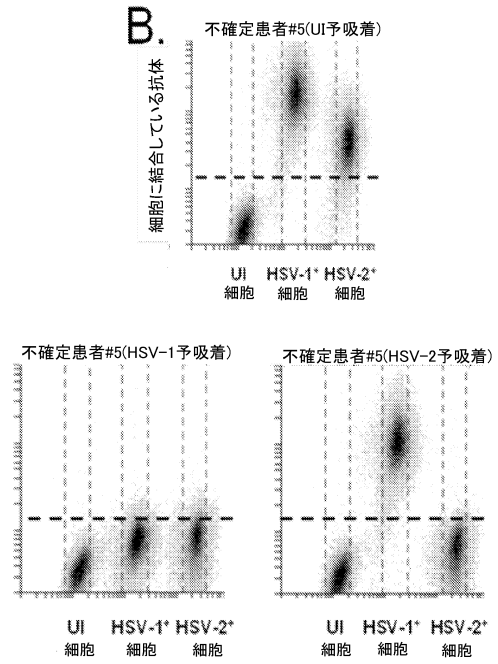 B.
不確定患者#5(UI予吸着)
細胞に結合している抗体
UI HSV-1⁺ HSV-2⁺
細胞 細胞 細胞
不確定患者#5(HSV-1予吸着)
UI HSV-1⁺ HSV-2⁺
細胞 細胞 細胞
不確定患者#5(HSV-2予吸着)
UI HSV-1⁺ HSV-2⁺
細胞 細胞 細胞